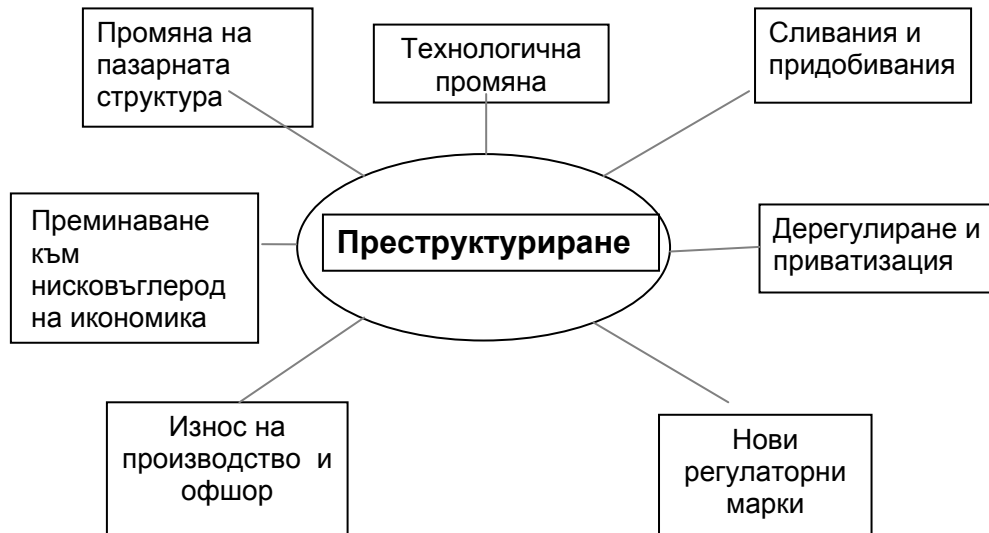 Промяна на
пазарната
структура
Технологична
промяна
Сливания и
придобивания
Преминаване
към
нисковъглерод
на икономика
Преструктуриране
Дерегулиране и
приватизация
Износ на
производство и
офшор
Нови
регулаторни
марки